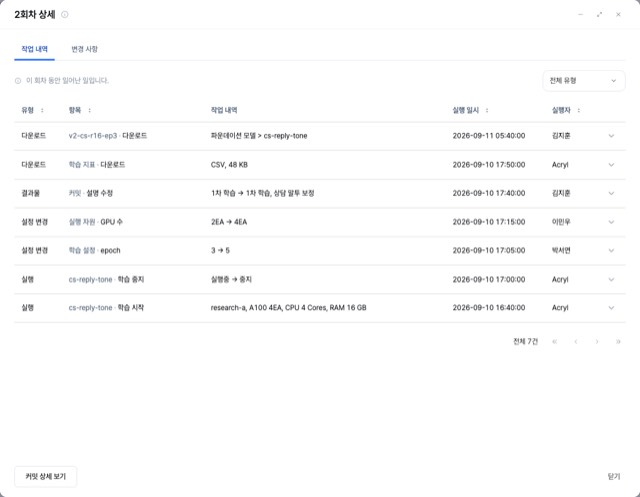 2회차 상세
작업 내역 변경 사항
이 회차 동안 일어난 일입니다.
전체 유형
유형 항목 작업 내역 실행 일시 실행자
다운로드 v2-cs-r16-ep3 · 다운로드 파운데이션 모델 > cs-reply-tone 2026-09-11 05:40:00 김지훈
다운로드 학습 지표 · 다운로드 CSV, 48 KB 2026-09-10 17:50:00 Acryl
결과물 커밋 · 설명 수정 1차 학습 → 1차 학습, 상담 말투 보정 2026-09-10 17:40:00 김지훈
설정 변경 실행 자원 · GPU 수 2EA → 4EA 2026-09-10 17:15:00 이민우
설정 변경 학습 설정 · epoch 3 → 5 2026-09-10 17:05:00 박서연
실행 cs-reply-tone · 학습 중지 실행중 → 중지 2026-09-10 17:00:00 Acryl
실행 cs-reply-tone · 학습 시작 research-a, A100 4EA, CPU 4 Cores, RAM 16 GB 2026-09-10 16:40:00 Acryl
전체 7건
커밋 상세 보기 닫기